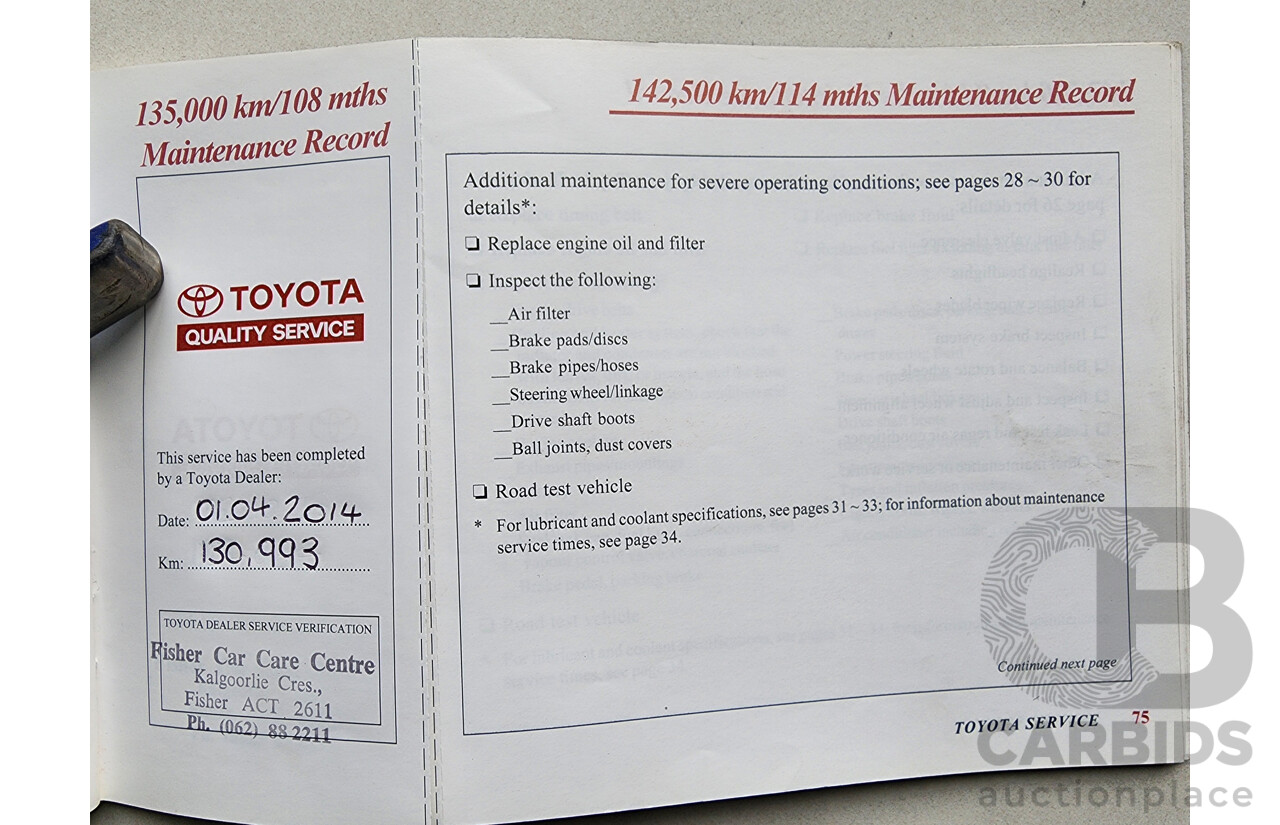 135,000 km/108 mths
Maintenance Record
TOYOTA
QUALITY SERVICE
This service has been completed
by a Toyota Dealer:
Date: 01.04.2014
Km: 130,993
TOYOTA DEALER SERVICE VERIFICATION
Fisher Car Care Centre
Kalgoorlie Cres.,
Fisher ACT 2611
Ph. (062) 88 2211
142,500 km/114 mths Maintenance Record
Additional maintenance for severe operating conditions; see pages 28 ~ 30 for
details*:
❏ Replace engine oil and filter
❏ Inspect the following:
__Air filter
__Brake pads/discs
__Brake pipes/hoses
__Steering wheel/linkage
__Drive shaft boots
__Ball joints, dust covers
❏ Road test vehicle
* For lubricant and coolant specifications, see pages 31 ~ 33; for information about maintenance
service times, see page 34.
Continued next page
TOYOTA SERVICE 75
CB
CARBIDS
auctionplace